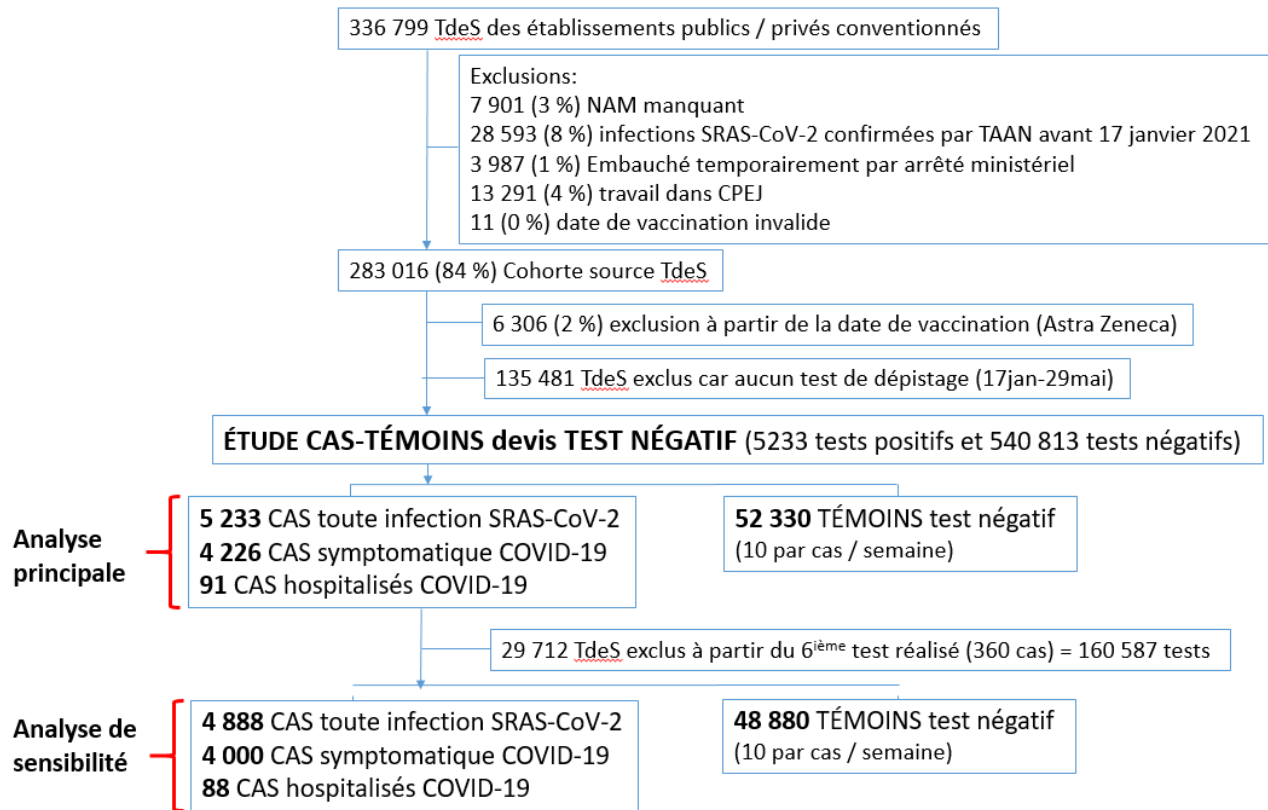 336 799 TdeS des établissements publics / privés conventionnés
Exclusions:
7 901 (3 %) NAM manquant
28 593 (8 %) infections SRAS-CoV-2 confirmées par TAAN avant 17 janvier 2021
3 987 (1 %) Embauché temporairement par arrêté ministériel
13 291 (4 %) travail dans CPEJ
11 (0 %) date de vaccination invalide
283 016 (84 %) Cohorte source TdeS
6 306 (2 %) exclusion à partir de la date de vaccination (Astra Zeneca)
135 481 TdeS exclus car aucun test de dépistage (17jan-29mai)
ÉTUDE CAS-TÉMOINS devis TEST NÉGATIF (5233 tests positifs et 540 813 tests négatifs)
Analyse
principale
5 233 CAS toute infection SRAS-CoV-2
4 226 CAS symptomatique COVID-19
91 CAS hospitalisés COVID-19
52 330 TÉMOINS test négatif
(10 par cas / semaine)
29 712 TdeS exclus à partir du 6ième test réalisé (360 cas) = 160 587 tests
Analyse de
sensibilité
4 888 CAS toute infection SRAS-CoV-2
4 000 CAS symptomatique COVID-19
88 CAS hospitalisés COVID-19
48 880 TÉMOINS test négatif
(10 par cas / semaine)